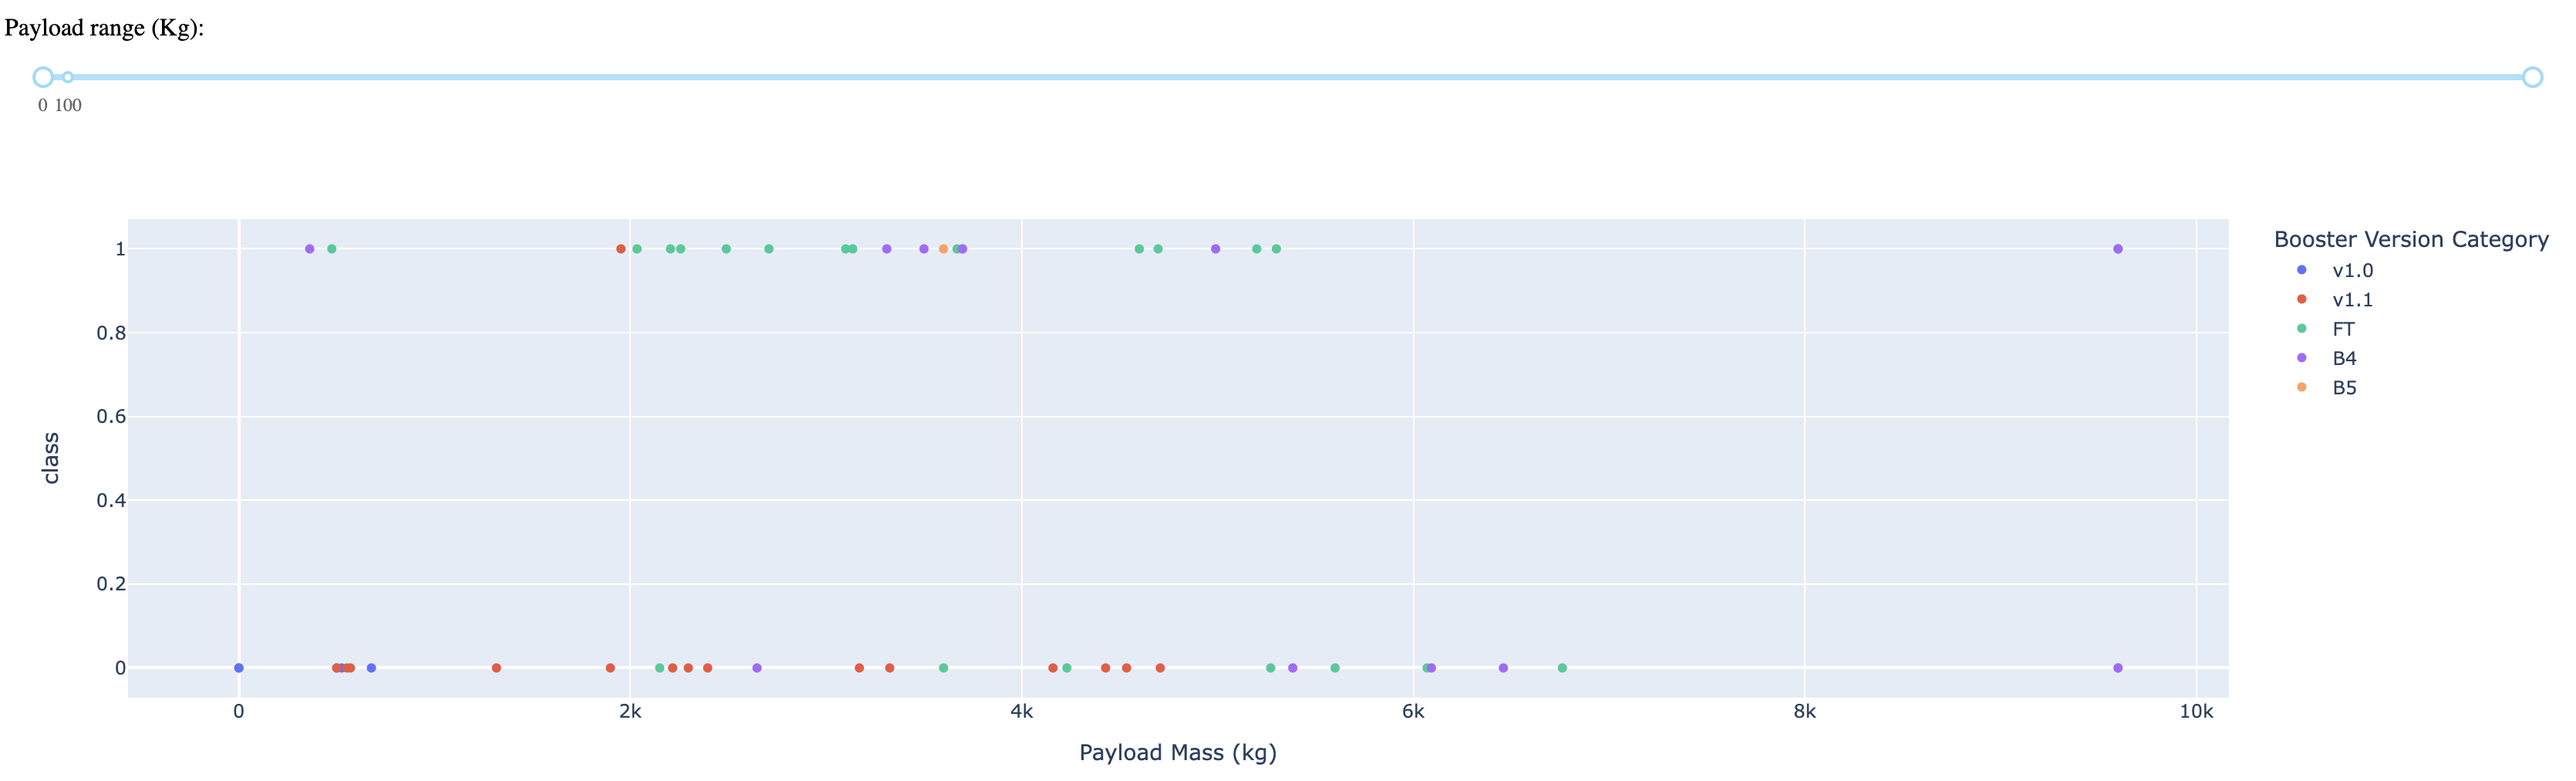 Payload range (Kg):
0 100
Booster Version Category
v1.0
v1.1
FT
B4
B5
1
0.8
0.6
0.4
0.2
0
class
0 2k 4k 6k 8k 10k
Payload Mass (kg)